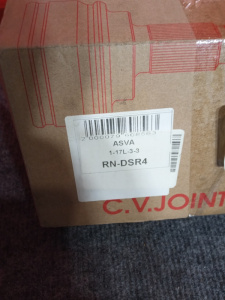 ASVA
1-17L-3-3
RN-DSR4
C.V.JOINT